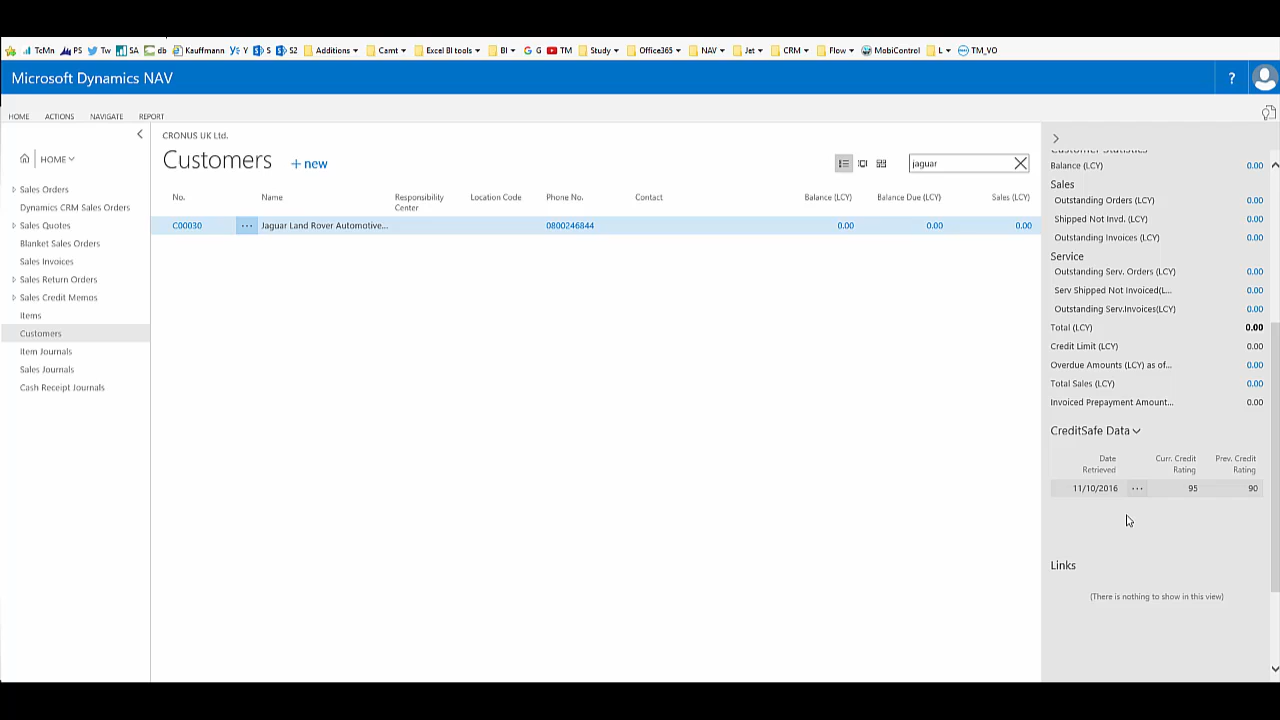 TcMn PS Tw SA db Kauffmann Y S S2 Additions Camt Excel BI tools BI G TM Study Office365 NAV Jet CRM Flow MobiControl L TM_VO
Microsoft Dynamics NAV ?
HOME ACTIONS NAVIGATE REPORT
HOME
Sales Orders
Dynamics CRM Sales Orders
Sales Quotes
Blanket Sales Orders
Sales Invoices
Sales Return Orders
Sales Credit Memos
Items
Customers
Item Journals
Sales Journals
Cash Receipt Journals
CRONUS UK Ltd.
Customers + new jaguar
No. Name Responsibility Center Location Code Phone No. Contact Balance (LCY) Balance Due (LCY) Sales (LCY)
C00030 ... Jaguar Land Rover Automotive... 0800246844 0.00 0.00 0.00
Customer Statistics
Balance (LCY) 0.00
Sales
Outstanding Orders (LCY) 0.00
Shipped Not Invd. (LCY) 0.00
Outstanding Invoices (LCY) 0.00
Service
Outstanding Serv. Orders (LCY) 0.00
Serv Shipped Not Invoiced(L... 0.00
Outstanding Serv.Invoices(LCY) 0.00
Total (LCY) 0.00
Credit Limit (LCY) 0.00
Overdue Amounts (LCY) as of... 0.00
Total Sales (LCY) 0.00
Invoiced Prepayment Amount... 0.00
CreditSafe Data
Date Retrieved Curr. Credit Rating Prev. Credit Rating
11/10/2016 ... 95 90
Links
(There is nothing to show in this view)